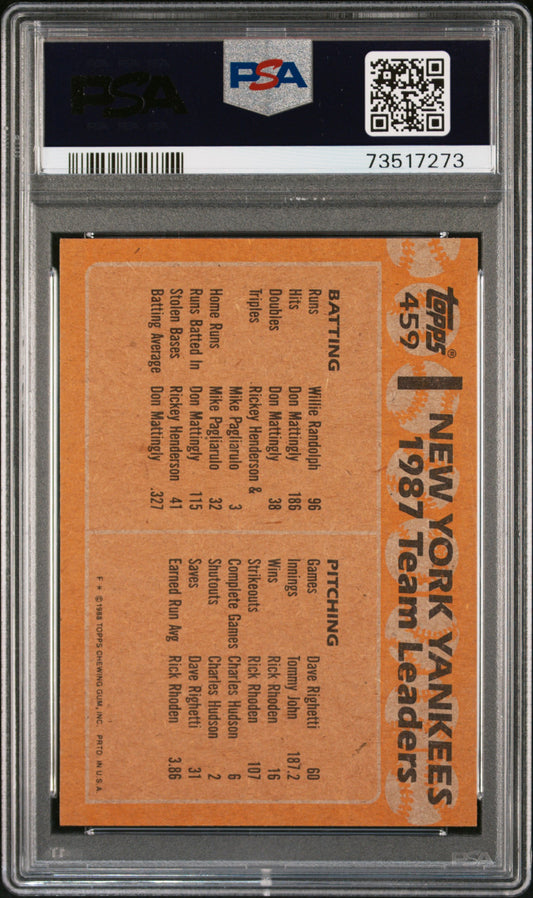 PSA
PSA
73517273
topps®
459
NEW YORK YANKEES
1987 Team Leaders
BATTING
Runs Willie Randolph 96
Hits Don Mattingly 186
Doubles Don Mattingly 38
Triples Rickey Henderson &
Mike Pagliarulo 3
Home Runs Mike Pagliarulo 32
Runs Batted In Don Mattingly 115
Stolen Bases Rickey Henderson 41
Batting Average Don Mattingly .327
PITCHING
Games Dave Righetti 60
Innings Tommy John 187.2
Wins Rick Rhoden 16
Strikeouts Rick Rhoden 107
Complete Games Charles Hudson 6
Shutouts Charles Hudson 2
Saves Dave Righetti 31
Earned Run Avg Rick Rhoden 3.86
F * © 1988 TOPPS CHEWING GUM, INC. PRTD. IN U.S.A.
PSA